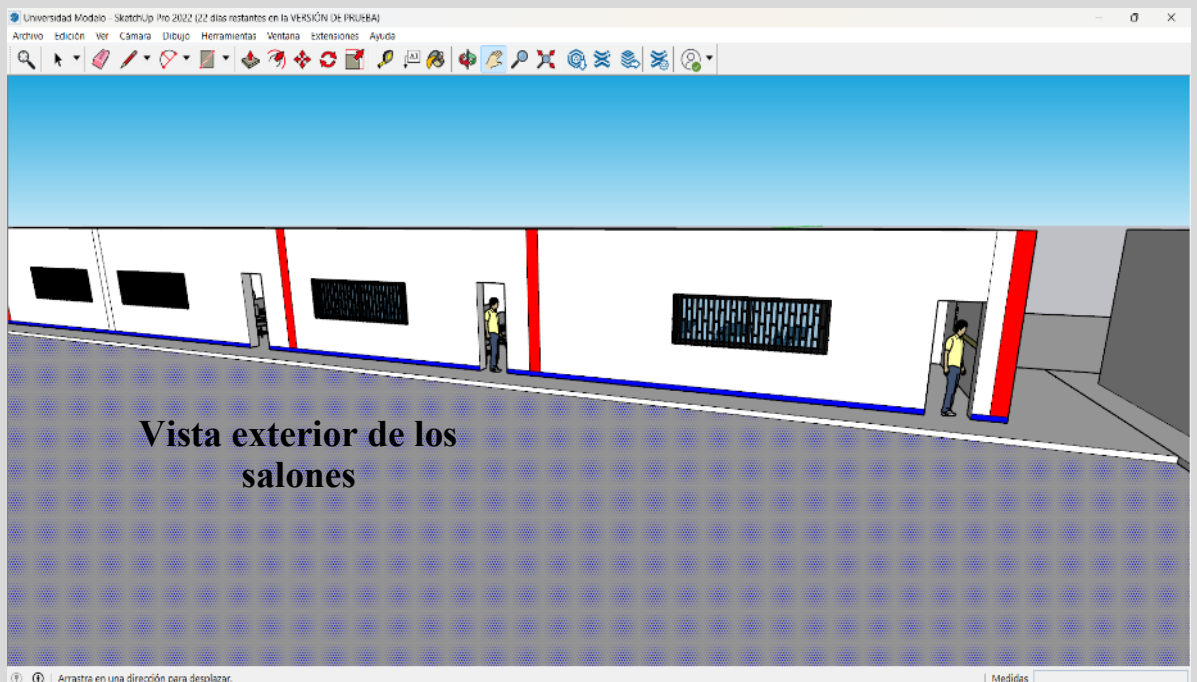 Universidad Modelo - SketchUp Pro 2022 (22 días restantes en la VERSIÓN DE PRUEBA)
Archivo Edición Ver Cámara Dibujo Herramientas Ventana Extensiones Ayuda
A1
Vista exterior de los
salones
Arrastra en una dirección para desplazar.
Medidas